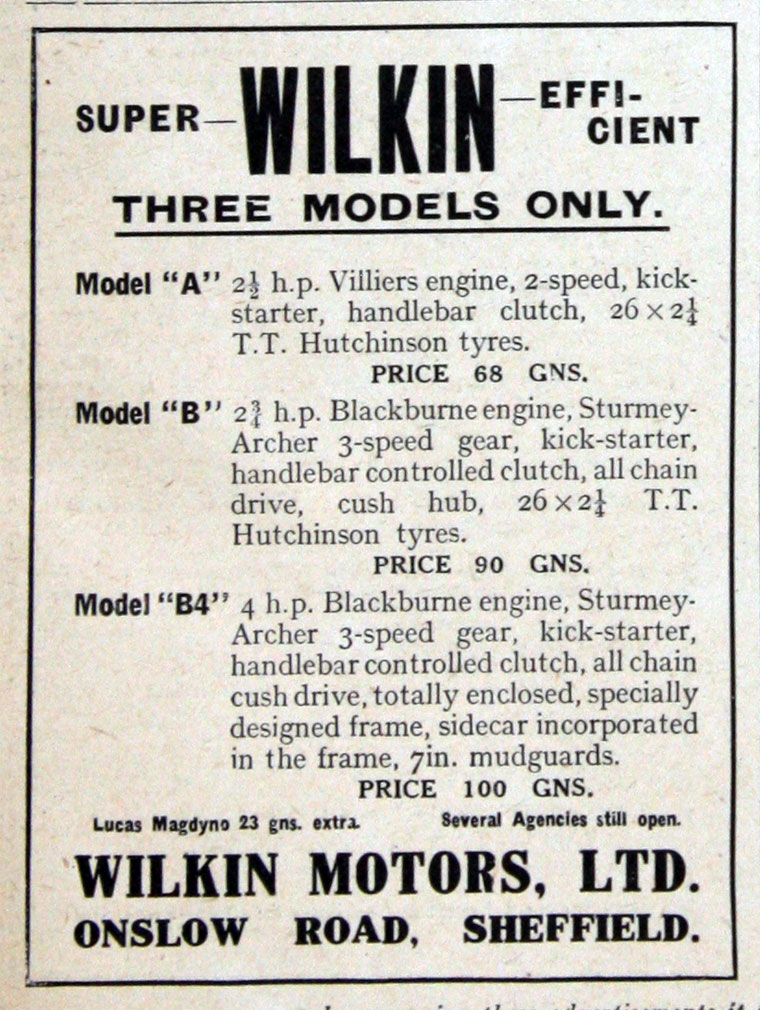 SUPER—WILKIN—EFFI-
CIENT
THREE MODELS ONLY.
Model "A" 2½ h.p. Villiers engine, 2-speed, kick-
starter, handlebar clutch, 26 × 2¼
T.T. Hutchinson tyres.
PRICE 68 GNS.
Model "B" 2¾ h.p. Blackburne engine, Sturmey-
Archer 3-speed gear, kick-starter,
handlebar controlled clutch, all chain
drive, cush hub, 26 × 2¼ T.T.
Hutchinson tyres.
PRICE 90 GNS.
Model "B4" 4 h.p. Blackburne engine, Sturmey-
Archer 3-speed gear, kick-starter,
handlebar controlled clutch, all chain
cush drive, totally enclosed, specially
designed frame, sidecar incorporated
in the frame, 7in. mudguards.
PRICE 100 GNS.
Lucas Magdyno 23 gns. extra. Several Agencies still open.
WILKIN MOTORS, LTD.
ONSLOW ROAD, SHEFFIELD.